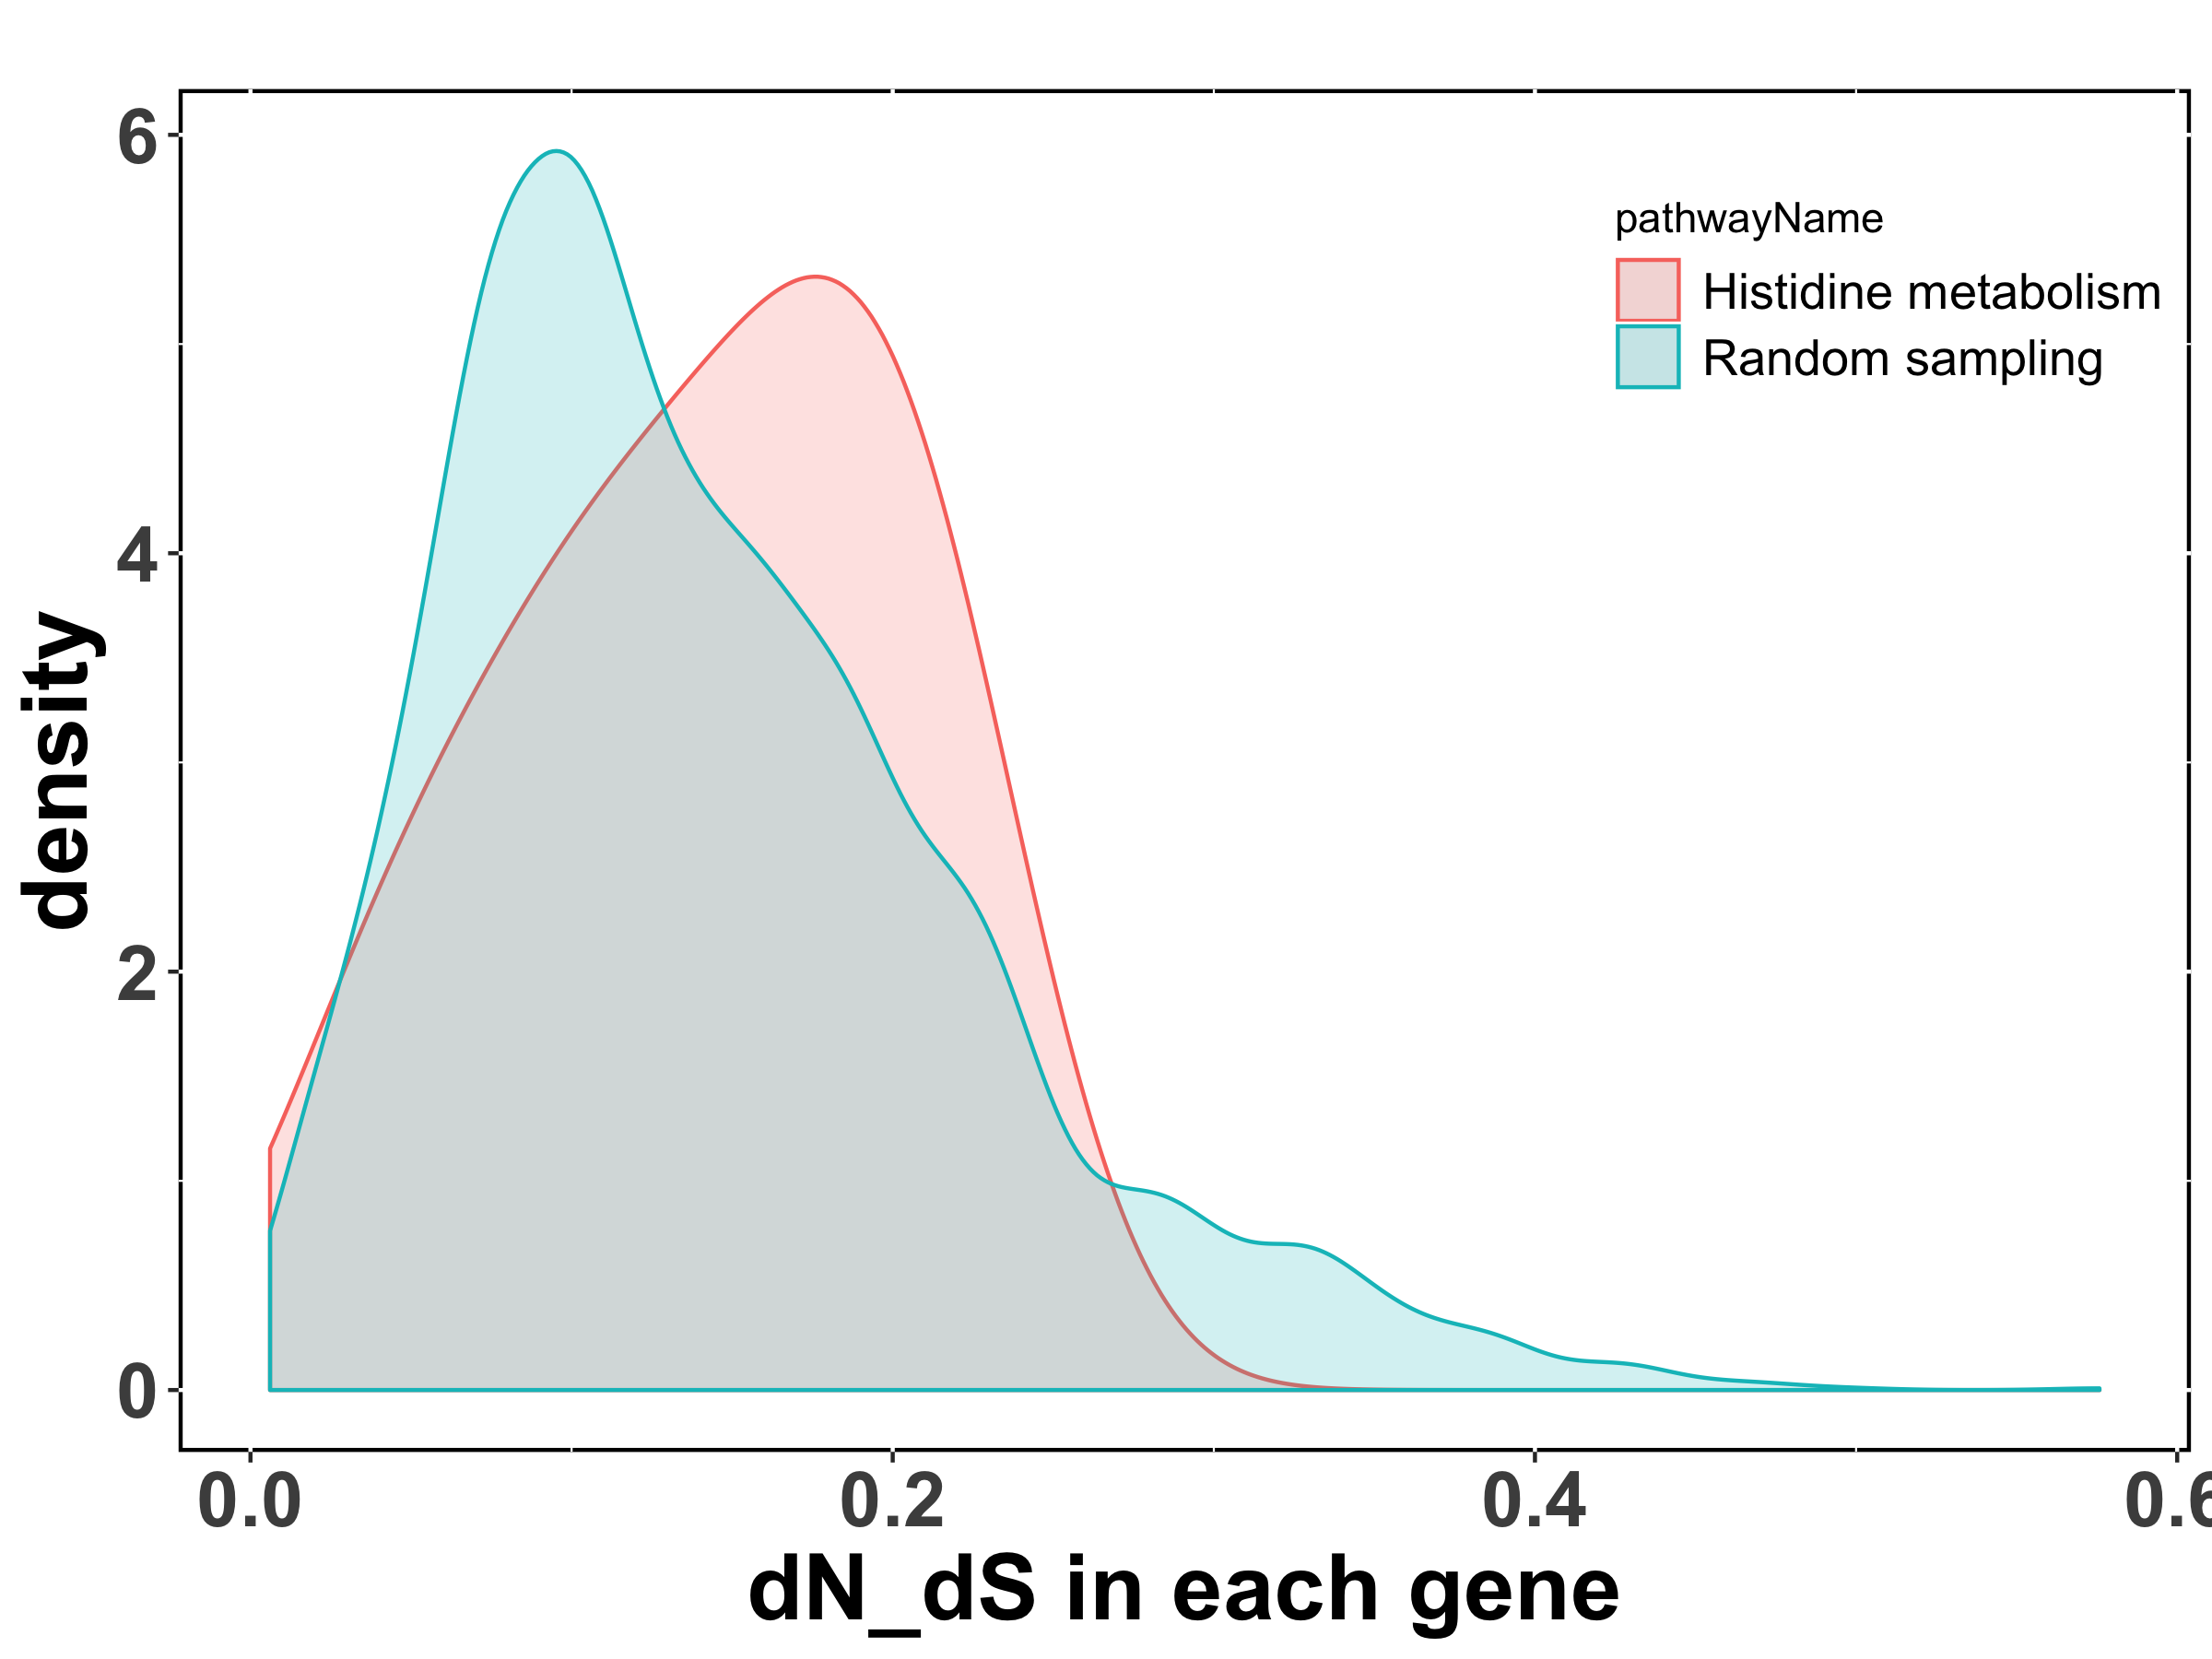 6
4
2
0
density
pathwayName
Histidine metabolism
Random sampling
0.0
0.2
0.4
0.6
dN_dS in each gene